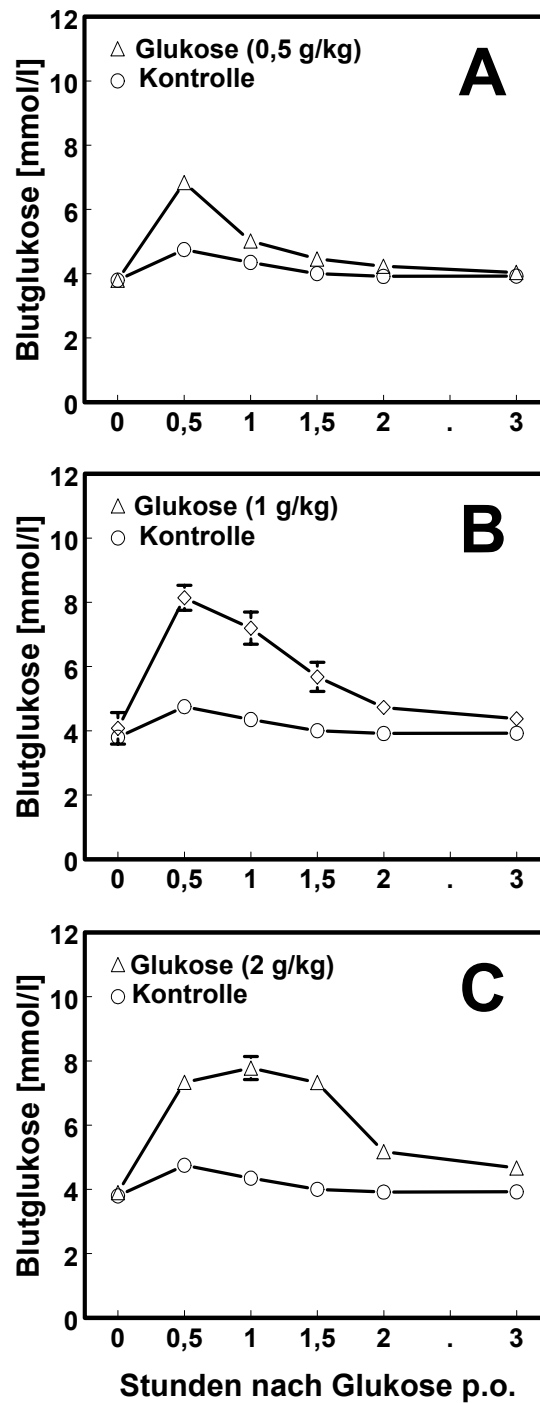 12
10
8
6
4
2
0
Blutglukose [mmol/l]
Glukose (0,5 g/kg)
Kontrolle
A
0 0,5 1 1,5 2 . 3
12
10
8
6
4
2
0
Blutglukose [mmol/l]
Glukose (1 g/kg)
Kontrolle
B
0 0,5 1 1,5 2 . 3
12
10
8
6
4
2
0
Blutglukose [mmol/l]
Glukose (2 g/kg)
Kontrolle
C
0 0,5 1 1,5 2 . 3
Stunden nach Glukose p.o.